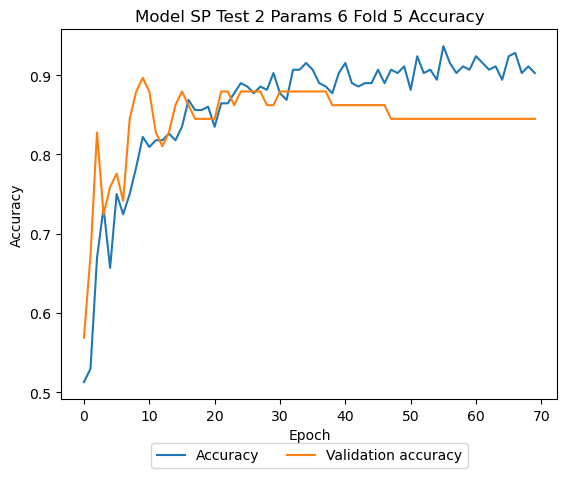 Model SP Test 2 Params 6 Fold 5 Accuracy
Accuracy
0.9
0.8
0.7
0.6
0.5
0 10 20 30 40 50 60 70
Epoch
Accuracy Validation accuracy